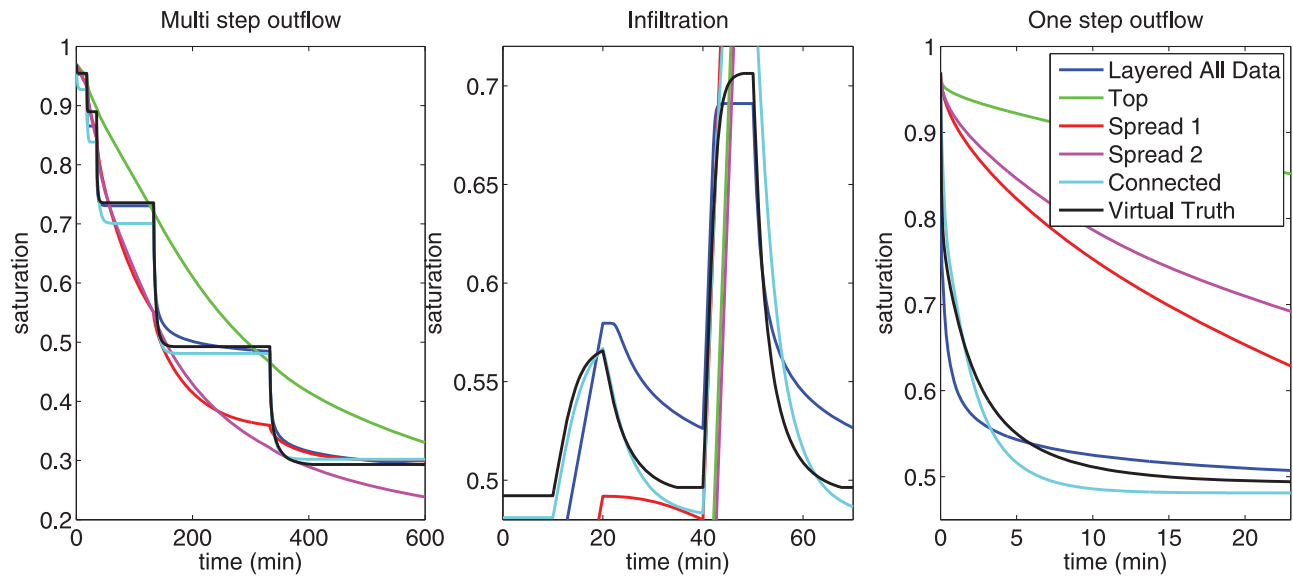 Multi step outflow
1
0.9
0.8
0.7
0.6
0.5
0.4
0.3
0.2
saturation
0
200
400
600
time (min)
Infiltration
0.7
0.65
0.6
0.55
0.5
saturation
0
20
40
60
time (min)
One step outflow
1
0.9
0.8
0.7
0.6
0.5
saturation
0
5
10
15
20
time (min)
Layered All Data
Top
Spread 1
Spread 2
Connected
Virtual Truth